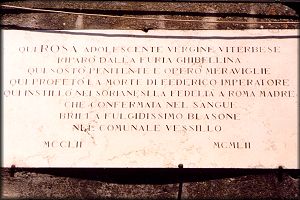 QUI ROSA ADOLESCENTE VERGINE VITERBESE
RIPARÒ DALLA FURIA GHIBELLINA
QUI SOSTÒ PENITENTE E OPERÒ MERAVIGLIE
QUI PROFETÒ LA MORTE DI FEDERICO IMPERATORE
QUI INSTILLÒ NEI SORIANESI LA FEDELTÀ A ROMA MADRE
CHE CONFERMATA NEL SANGUE
BRILLA FULGIDISSIMO BLASONE
NEL COMUNALE VESSILLO
MCCLII MCMLII